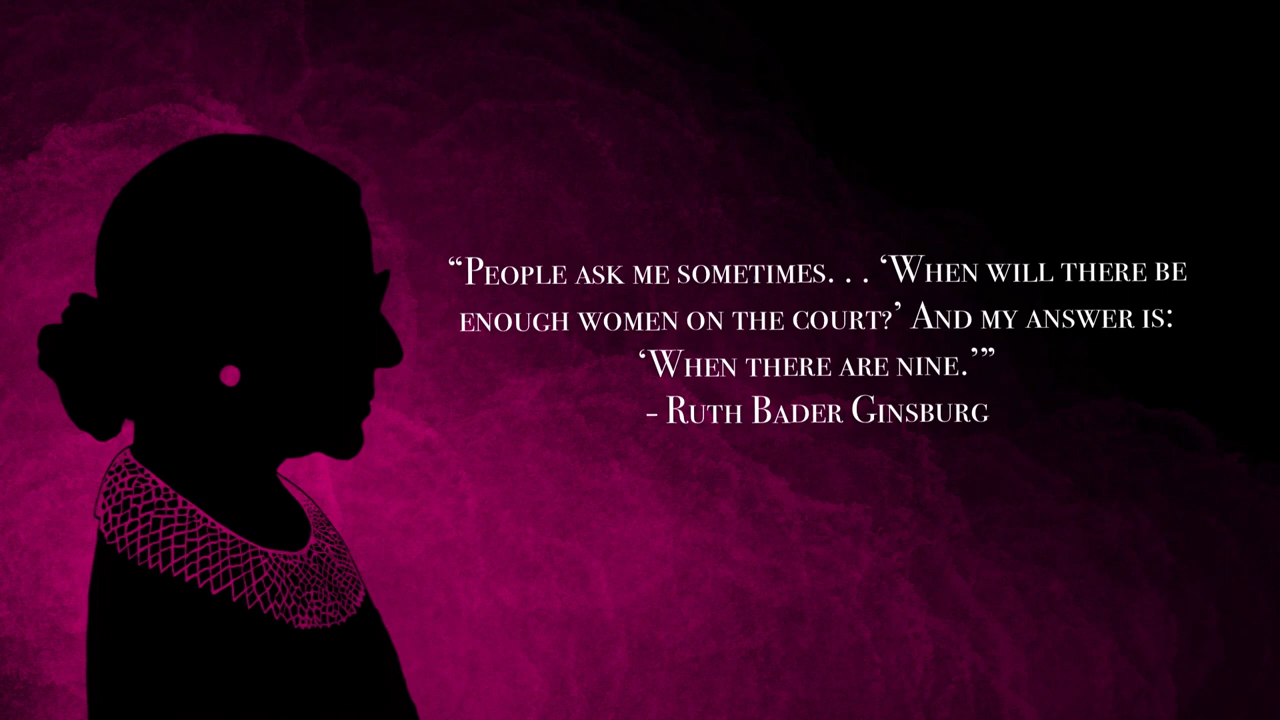 “People ask me sometimes. . . ‘When will there be
enough women on the court?’ And my answer is:
‘When there are nine.’”
- Ruth Bader Ginsburg